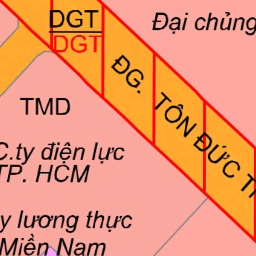 DGT
DGT
Đại chủng
ĐG. TÔN ĐỨC
TMD
C.ty điện lực
TP. HCM
y lương thực
Miền Nam